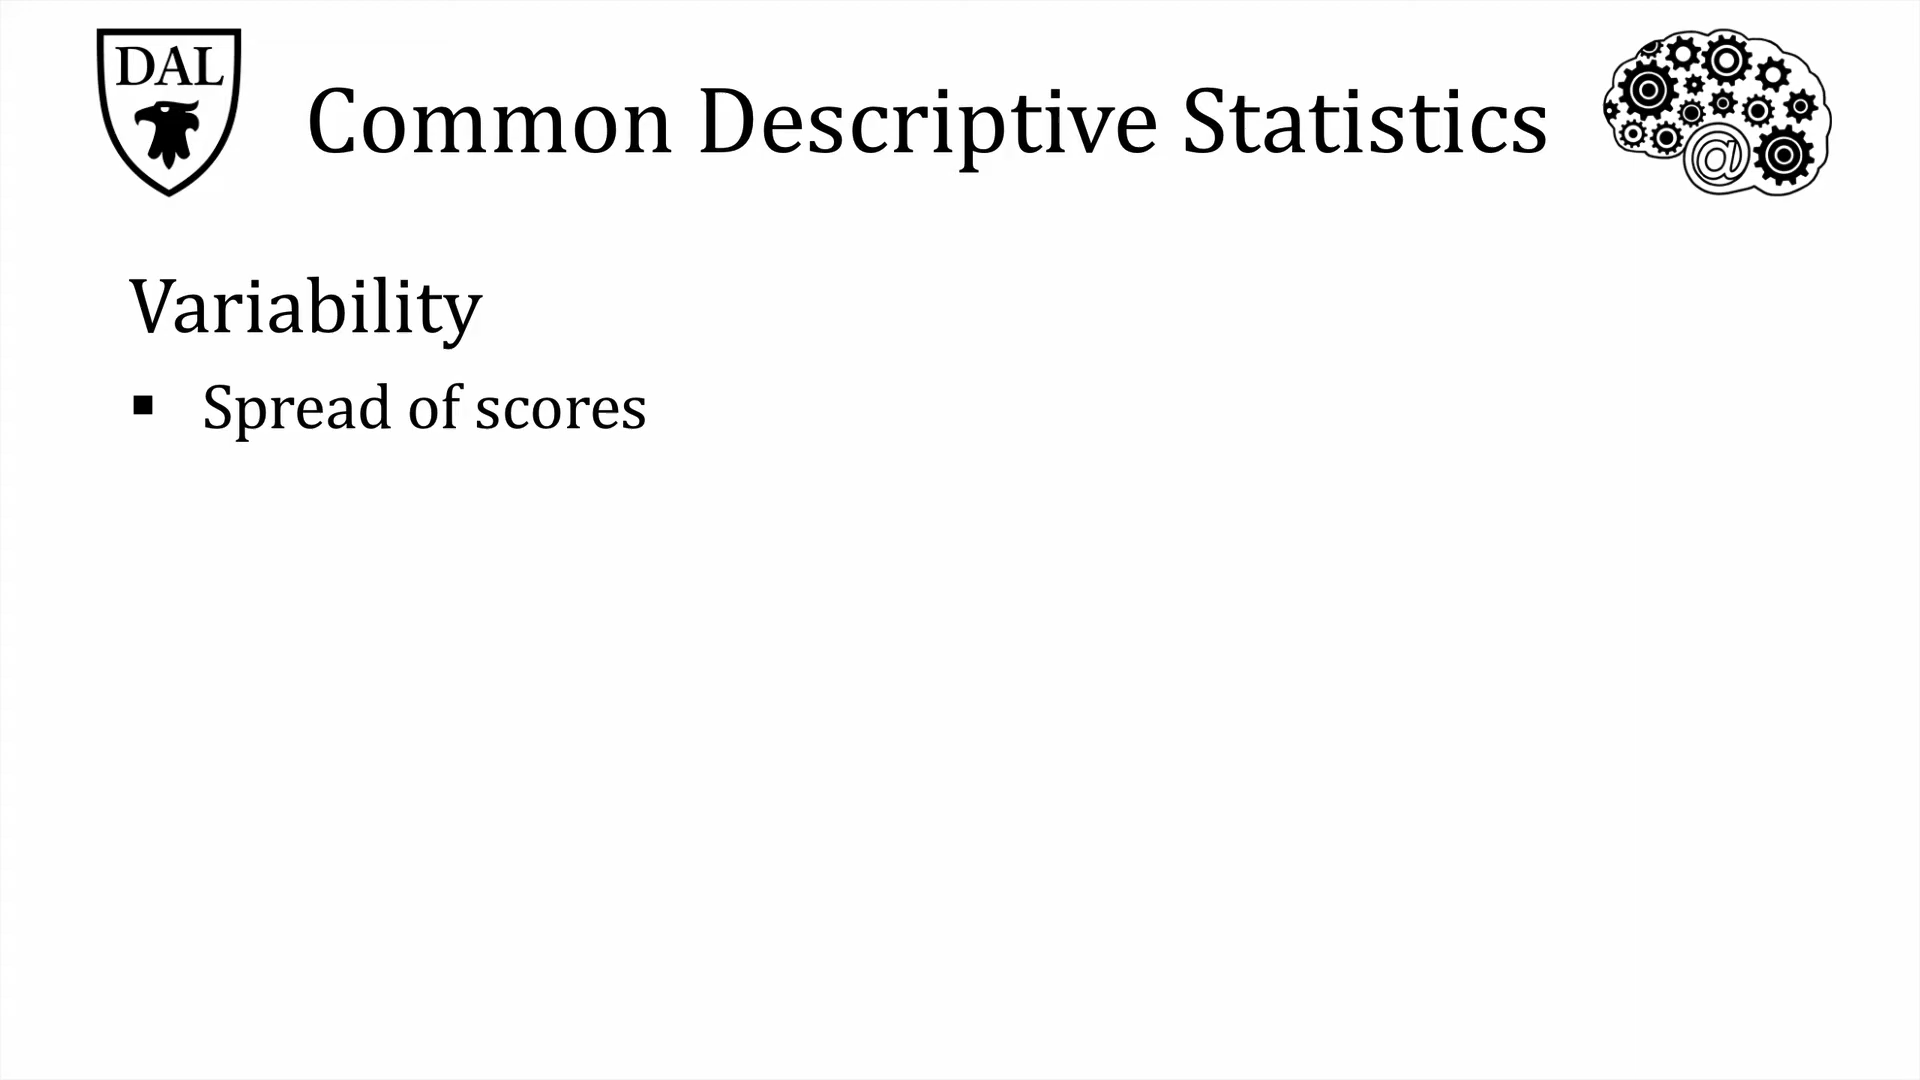 DAL
Common Descriptive Statistics
@
Variability
▪ Spread of scores